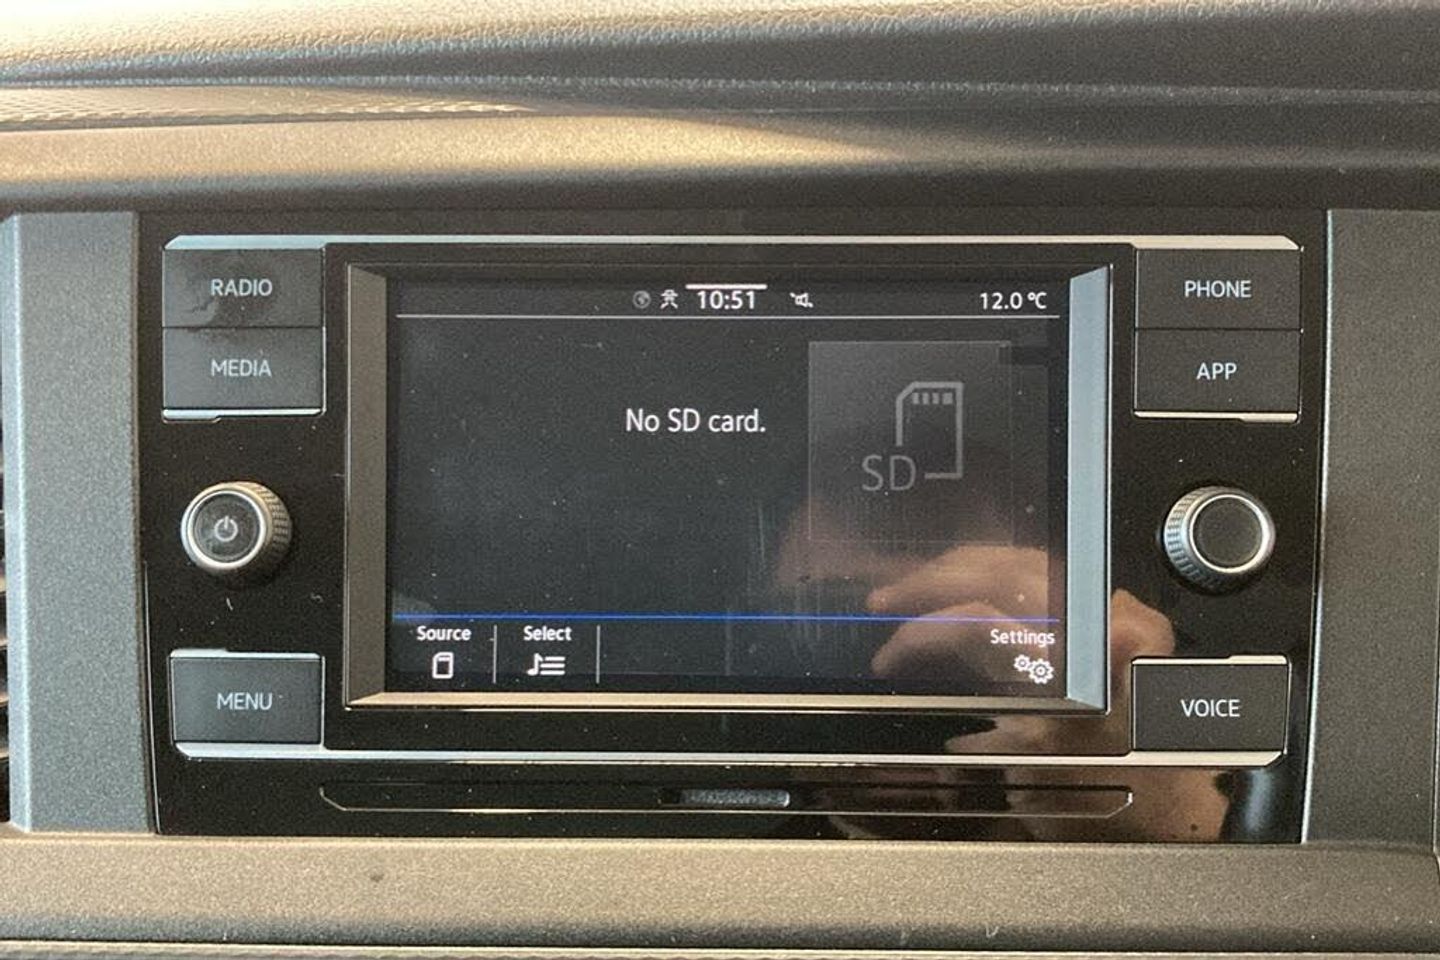 RADIO
MEDIA
MENU
10:51
12.0 °C
No SD card.
SD
Source
Select
Settings
PHONE
APP
VOICE